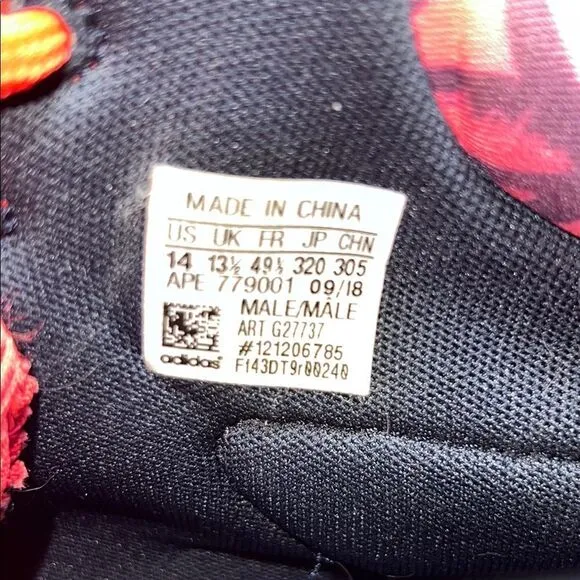 MADE IN CHINA
US UK FR JP CHN
14 13½ 49⅓ 320 305
APE 779001 09/18
MALE/MÂLE
ART G27737
#121206785
adidas F143DT9r00240